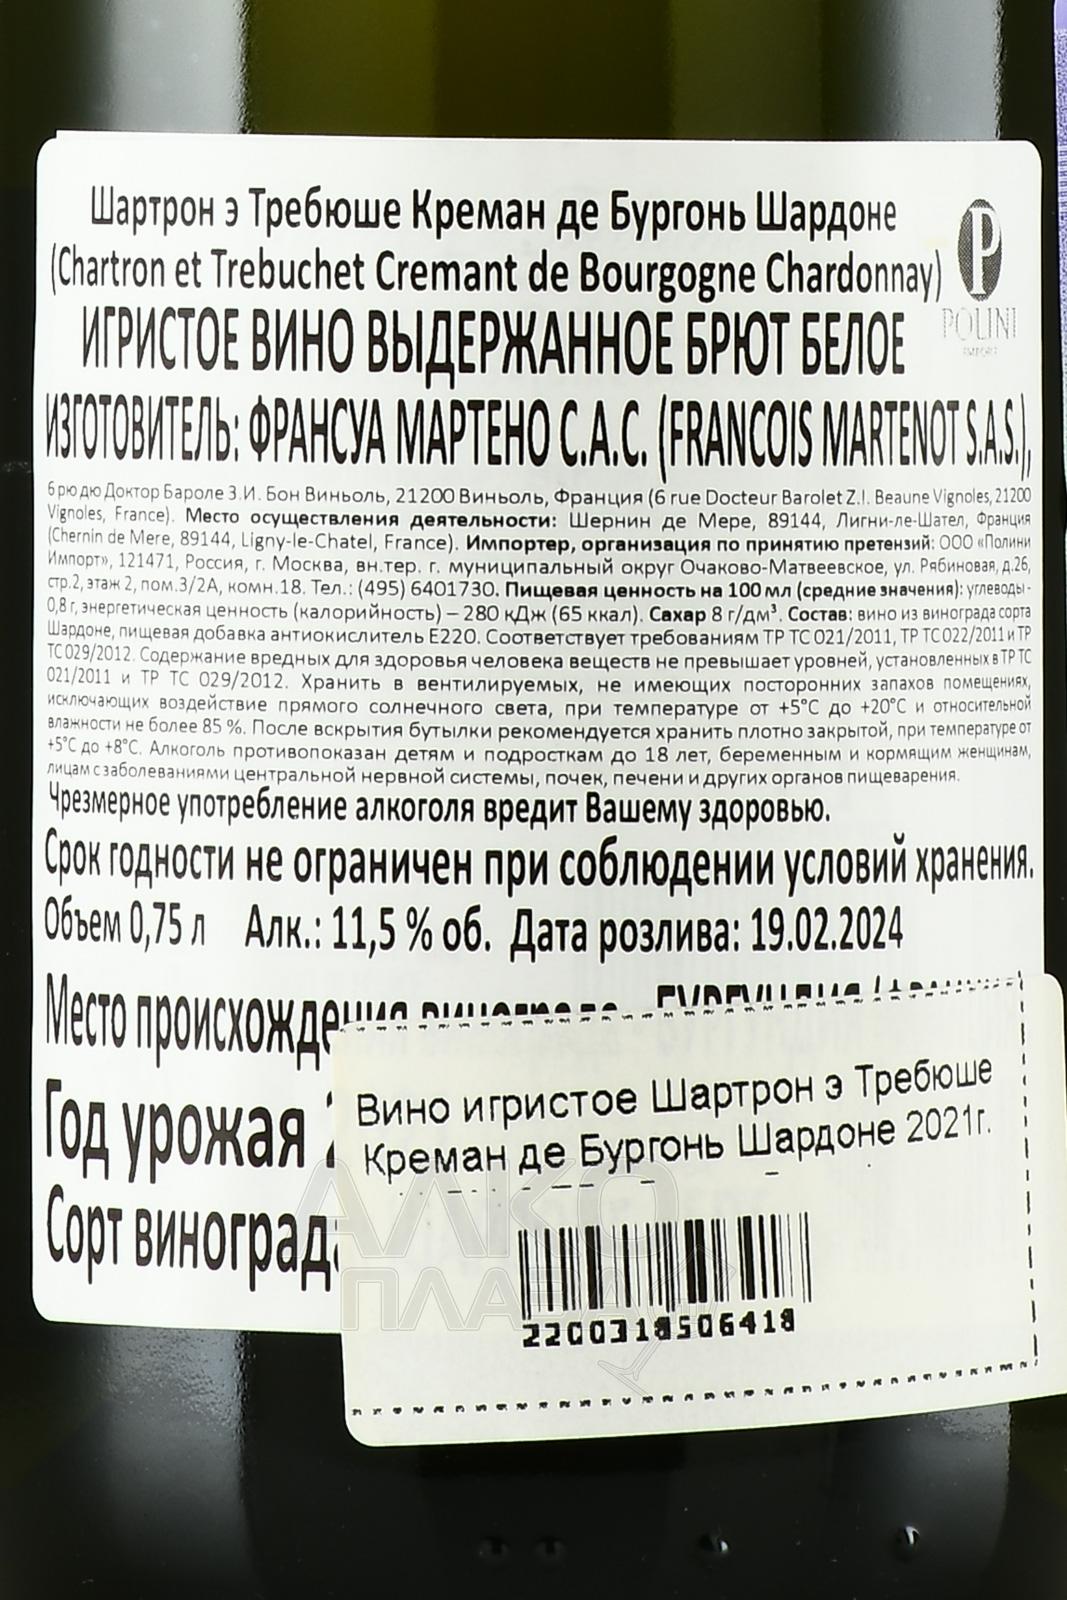 Шартрон э Требюше Креман де Бургонь Шардоне
(Chartron et Trebuchet Cremant de Bourgogne Chardonnay)
P
POLINI
IMPORT
ИГРИСТОЕ ВИНО ВЫДЕРЖАННОЕ БРЮТ БЕЛОЕ
ИЗГОТОВИТЕЛЬ: ФРАНСУА МАРТЕНО С.А.С. (FRANCOIS MARTENOT S.A.S.),
6 рю дю Доктор Бароле З.И. Бон Виньоль, 21200 Виньоль, Франция (6 rue Docteur Barolet Z.I. Beaune Vignoles, 21200
Vignoles, France). Место осуществления деятельности: Шернин де Мере, 89144, Лигни-ле-Шател, Франция
(Chernin de Mere, 89144, Ligny-le-Chatel, France). Импортер, организация по принятию претензий: ООО «Полини
Импорт», 121471, Россия, г. Москва, вн.тер. г. муниципальный округ Очаково-Матвеевское, ул. Рябиновая, д.26,
стр.2, этаж 2, пом.3/2А, комн.18. Тел.: (495) 6401730. Пищевая ценность на 100 мл (средние значения): углеводы -
0,8 г, энергетическая ценность (калорийность) – 280 кДж (65 ккал). Сахар 8 г/дм³. Состав: вино из винограда сорта
Шардоне, пищевая добавка антиокислитель Е220. Соответствует требованиям ТР ТС 021/2011, ТР ТС 022/2011 и ТР
ТС 029/2012. Содержание вредных для здоровья человека веществ не превышает уровней, установленных в ТР ТС
021/2011 и ТР ТС 029/2012. Хранить в вентилируемых, не имеющих посторонних запахов помещениях,
исключающих воздействие прямого солнечного света, при температуре от +5°C до +20°C и относительной
влажности не более 85 %. После вскрытия бутылки рекомендуется хранить плотно закрытой, при температуре от
+5°C до +8°C. Алкоголь противопоказан детям и подросткам до 18 лет, беременным и кормящим женщинам,
лицам с заболеваниями центральной нервной системы, почек, печени и других органов пищеварения.
Чрезмерное употребление алкоголя вредит Вашему здоровью.
Срок годности не ограничен при соблюдении условий хранения.
Объем 0,75 л Алк.: 11,5 % об. Дата розлива: 19.02.2024
Место происхождения винограда
Год урожая
Сорт винограда
Вино игристое Шартрон э Требюше
Креман де Бургонь Шардоне 2021г.
2200318506418
АЛКО
ПЛАЗА